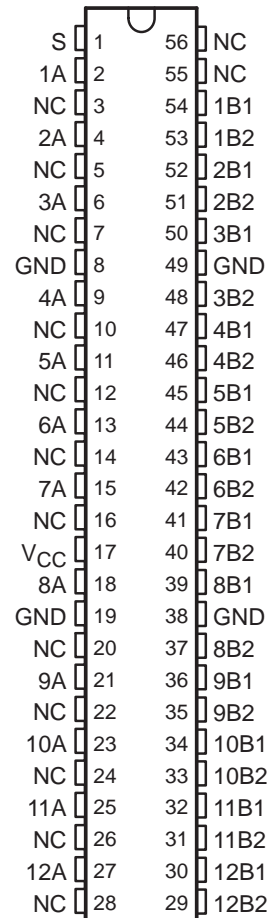 S 1 56 NC
1A 2 55 NC
NC 3 54 1B1
2A 4 53 1B2
NC 5 52 2B1
3A 6 51 2B2
NC 7 50 3B1
GND 8 49 GND
4A 9 48 3B2
NC 10 47 4B1
5A 11 46 4B2
NC 12 45 5B1
6A 13 44 5B2
NC 14 43 6B1
7A 15 42 6B2
NC 16 41 7B1
VCC 17 40 7B2
8A 18 39 8B1
GND 19 38 GND
NC 20 37 8B2
9A 21 36 9B1
NC 22 35 9B2
10A 23 34 10B1
NC 24 33 10B2
11A 25 32 11B1
NC 26 31 11B2
12A 27 30 12B1
NC 28 29 12B2